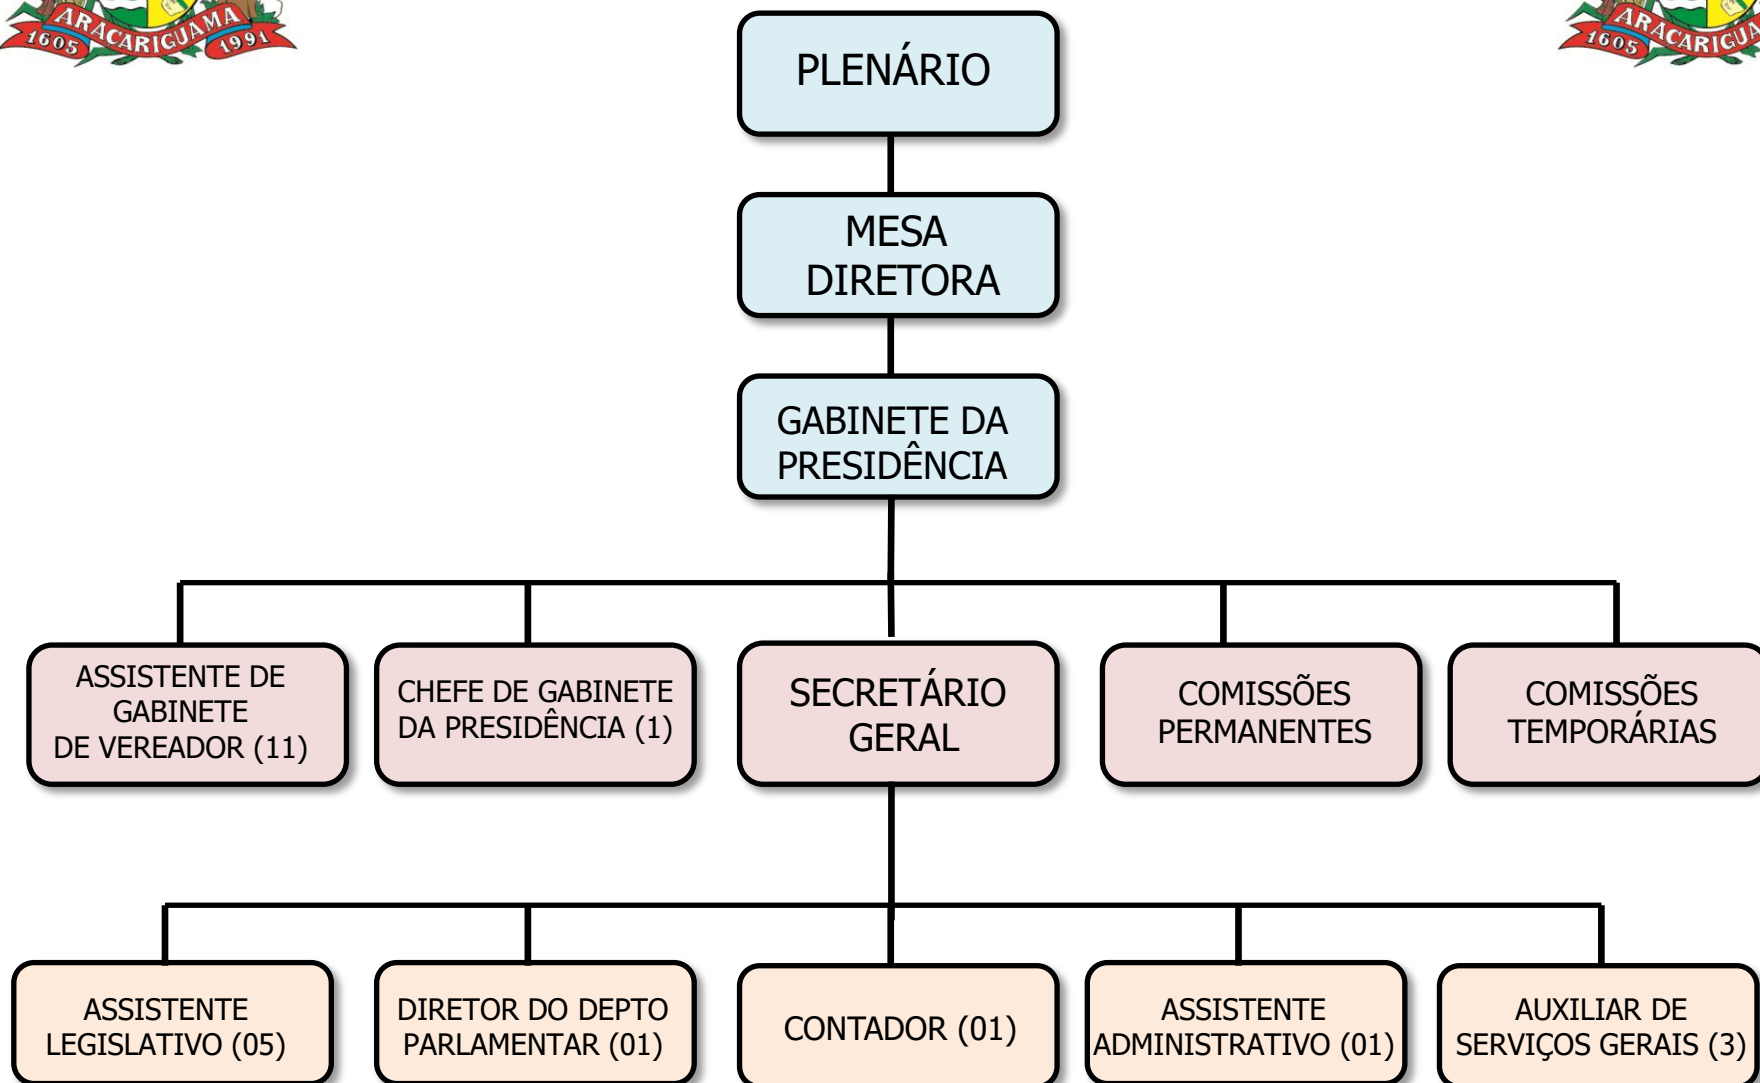 1605 ARAÇARIGUAMA 1991
1605 ARAÇARIGUA
PLENÁRIO
MESA
DIRETORA
GABINETE DA
PRESIDÊNCIA
ASSISTENTE DE
GABINETE
DE VEREADOR (11)
CHEFE DE GABINETE
DA PRESIDÊNCIA (1)
SECRETÁRIO
GERAL
COMISSÕES
PERMANENTES
COMISSÕES
TEMPORÁRIAS
ASSISTENTE
LEGISLATIVO (05)
DIRETOR DO DEPTO
PARLAMENTAR (01)
CONTADOR (01)
ASSISTENTE
ADMINISTRATIVO (01)
AUXILIAR DE
SERVIÇOS GERAIS (3)